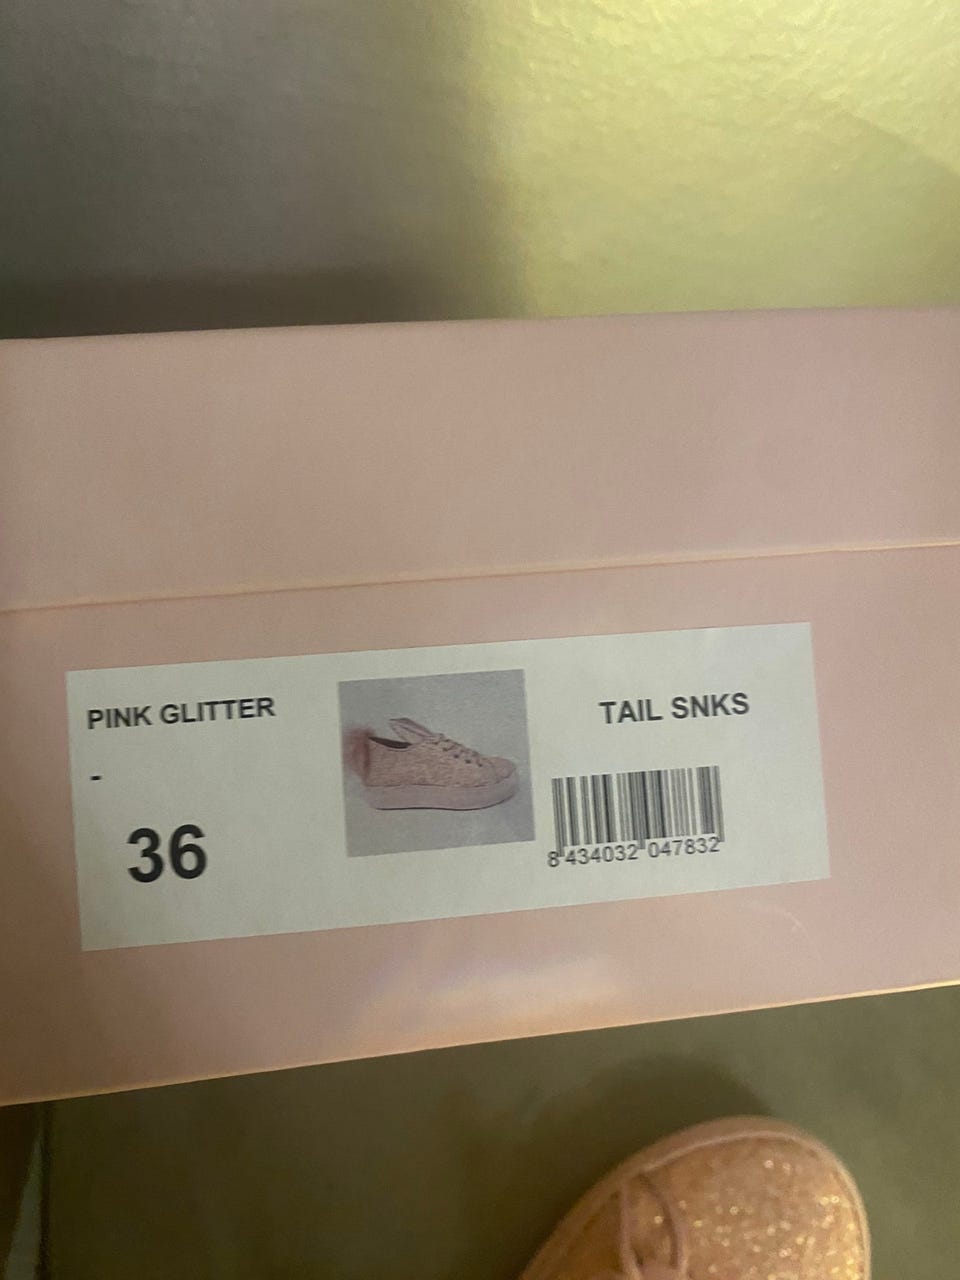 PINK GLITTER
-
36
TAIL SNKS
8 434032 047832